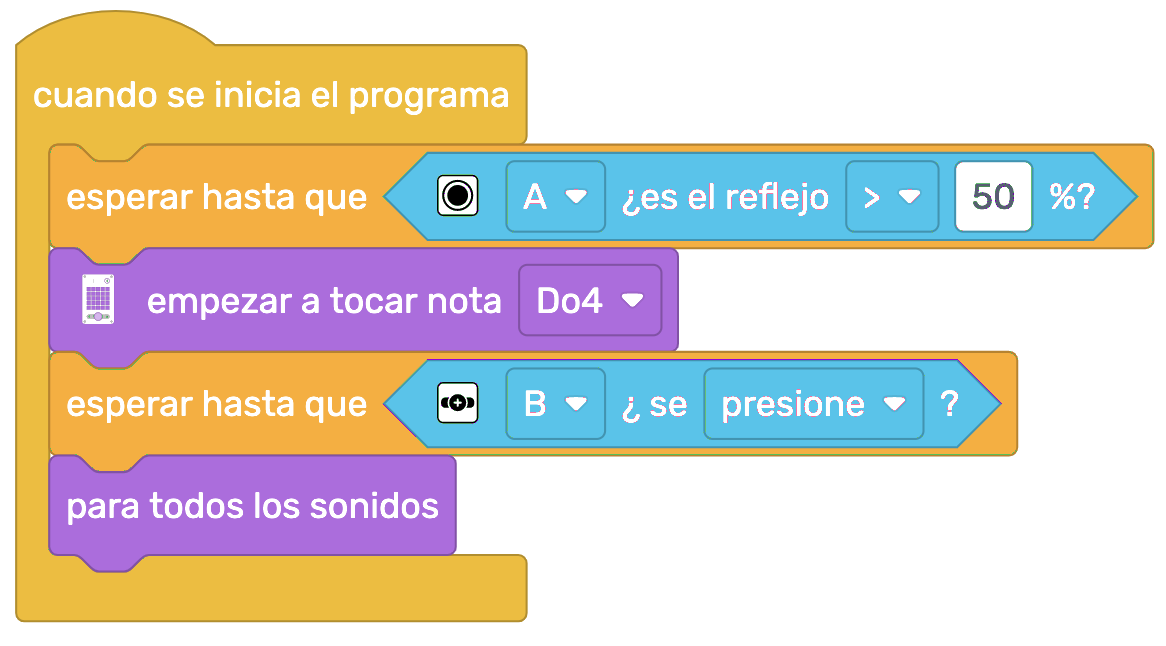 cuando se inicia el programa
esperar hasta que A ¿es el reflejo > 50 %?
empezar a tocar nota Do4
esperar hasta que B ¿ se presione ?
para todos los sonidos